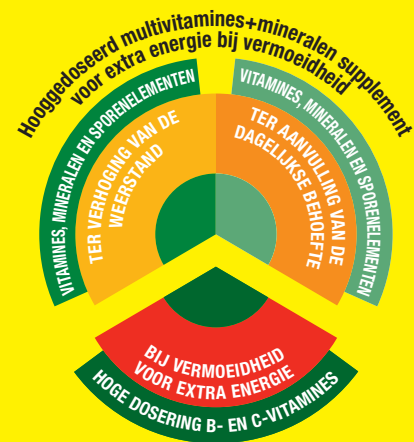 Hooggedoseerd multivitamines+mineralen supplement
voor extra energie bij vermoeidheid
VITAMINES, MINERALEN EN SPORENELEMENTEN
TER VERHOGING VAN DE
WEERSTAND
VITAMINES, MINERALEN EN SPORENELEMENTEN
TER AANVULLING VAN DE
DAGELIJKSE BEHOEFTE
BIJ VERMOEIDHEID
VOOR EXTRA ENERGIE
HOGE DOSERING B- EN C-VITAMINES